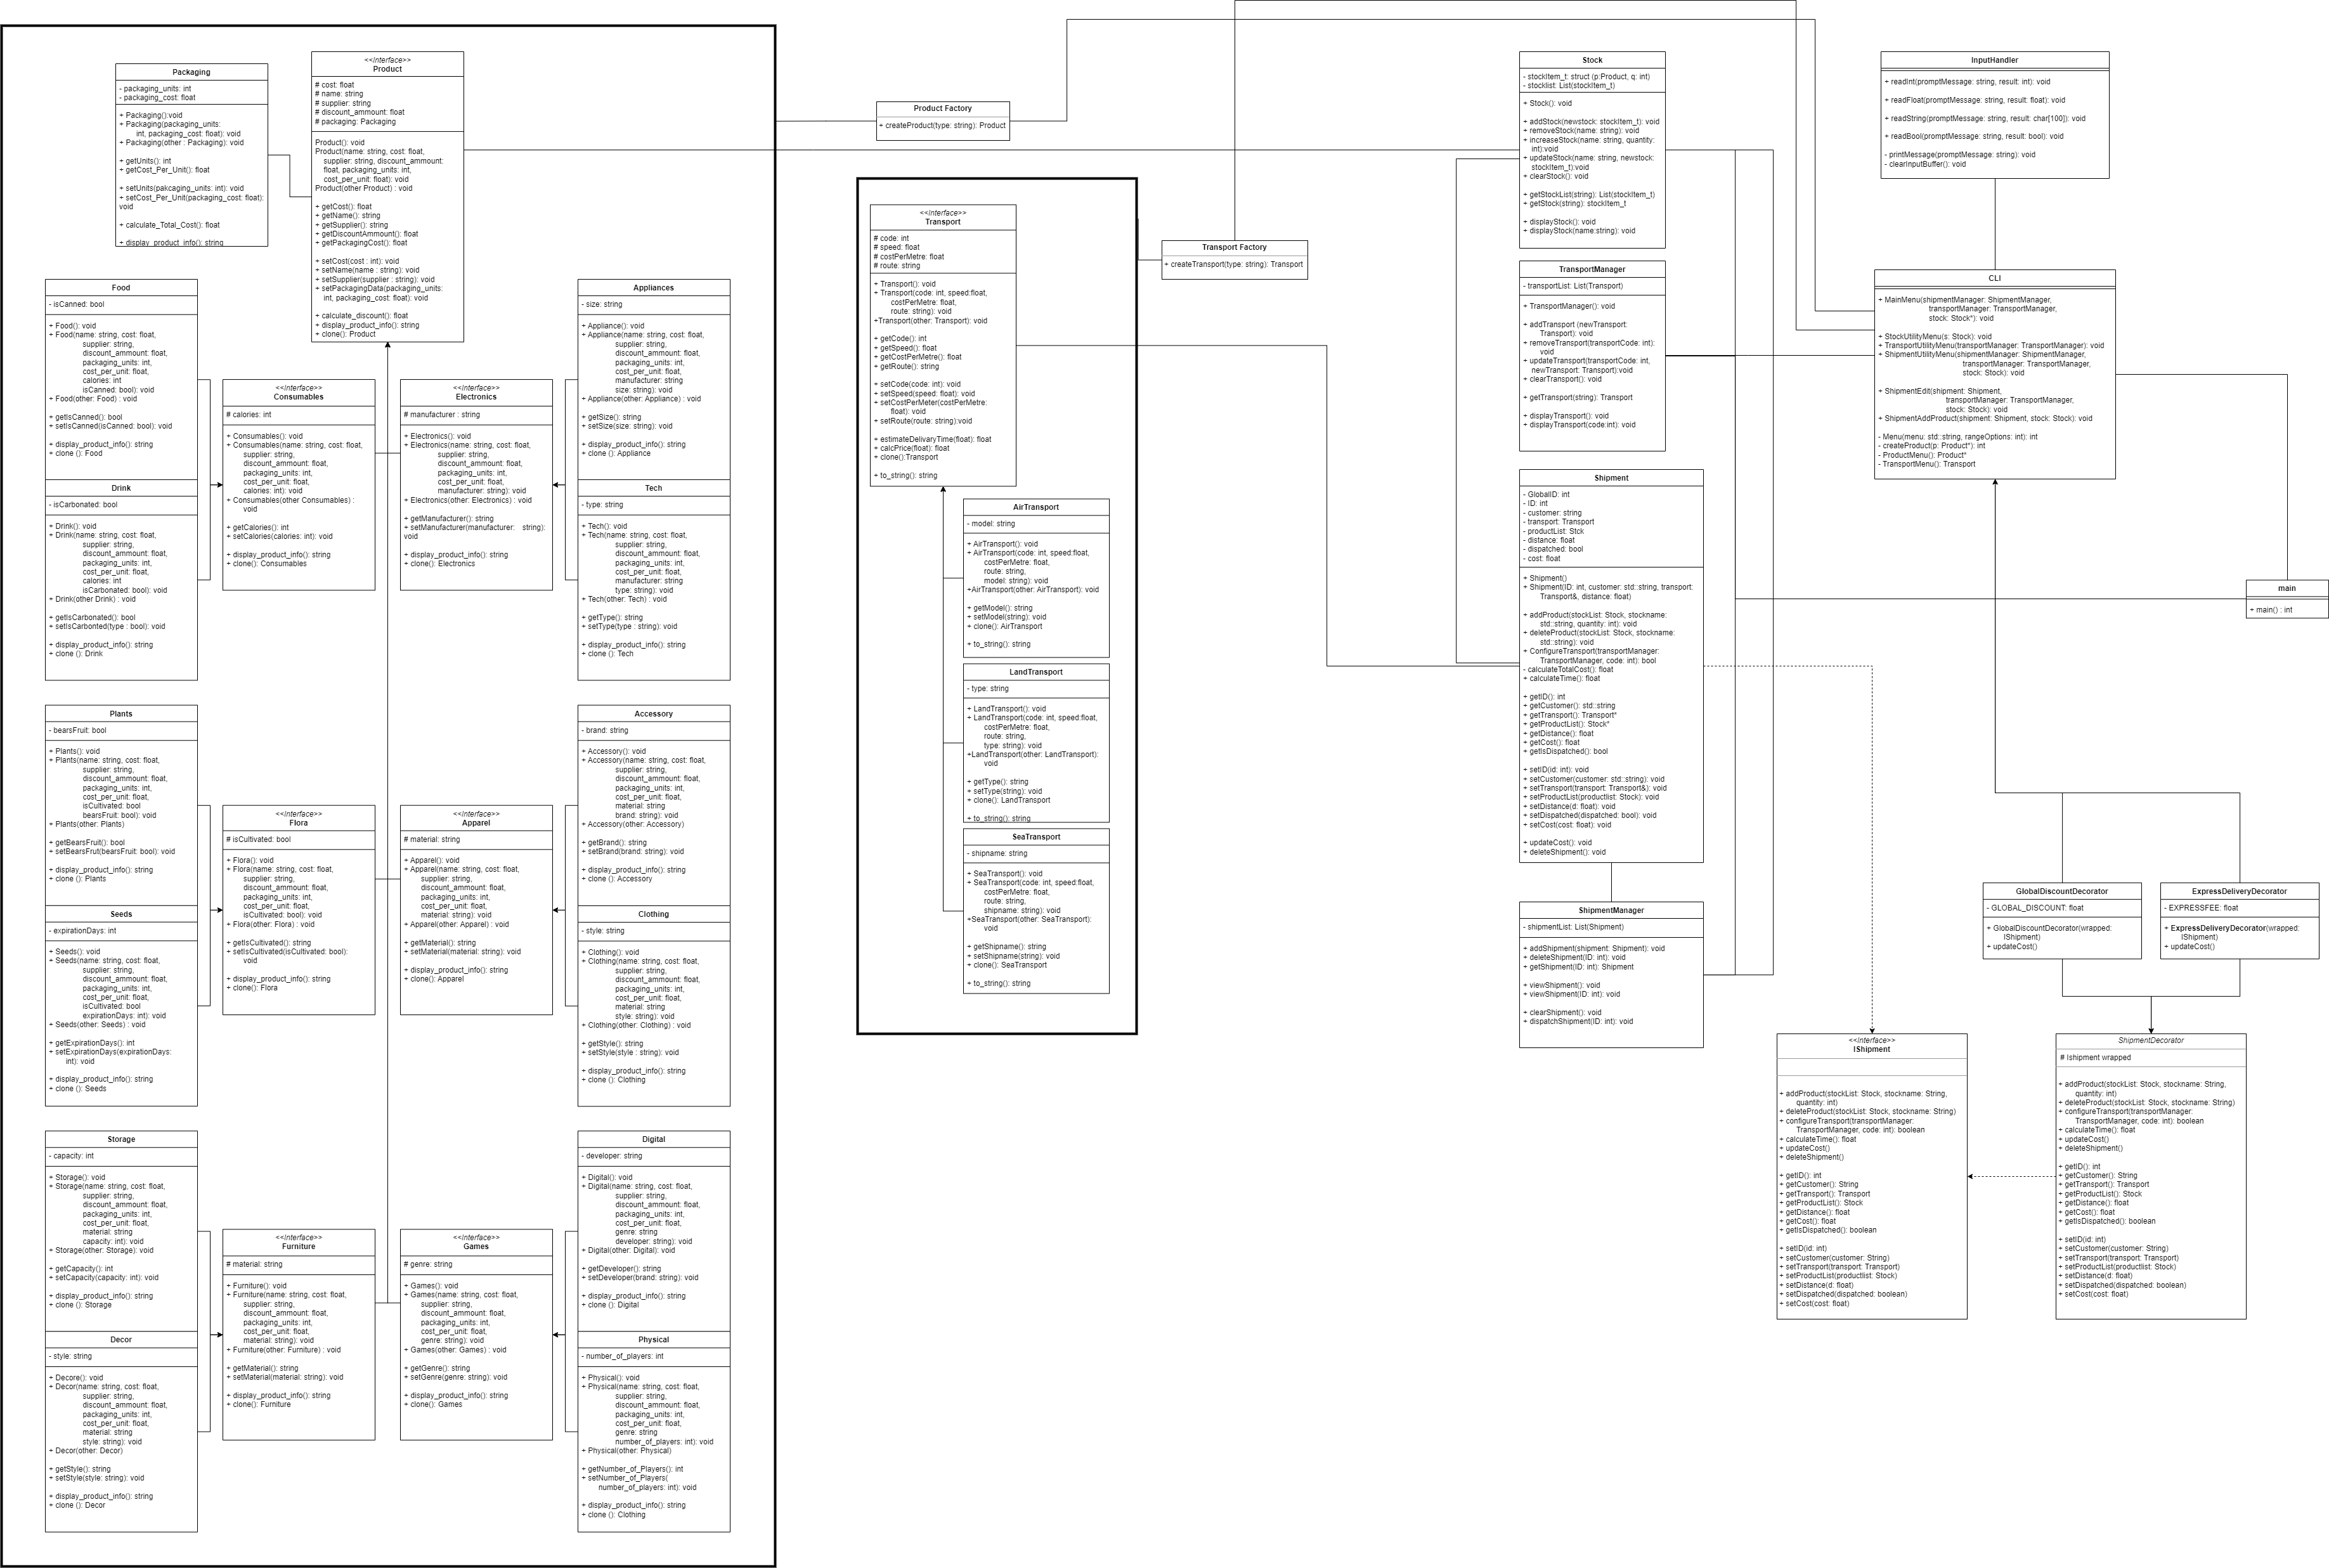 Packaging
- packaging_units: int
- packaging_cost: float
+ Packaging():void
+ Packaging(packaging_units:
int, packaging_cost: float): void
+ Packaging(other : Packaging): void
+ getUnits(): int
+ getCost_Per_Unit(): float
+ setUnits(pakcaging_units: int): void
+ setCost_Per_Unit(packaging_cost: float):
void
+ calculate_Total_Cost(): float
+ display_product_info(): string
<<interface>>
Product
# cost: float
# name: string
# supplier: string
# discount_ammount: float
# packaging: Packaging
Product(): void
Product(name: string, cost: float,
supplier: string, discount_ammount:
float, packaging_units: int,
cost_per_unit: float): void
Product(other Product) : void
+ getCost(): float
+ getName(): string
+ getSupplier(): string
+ getDiscountAmmount(): float
+ getPackagingCost(): float
+ setCost(cost : int): void
+ setName(name : string): void
+ setSupplier(supplier : string): void
+ setPackagingData(packaging_units:
int, packaging_cost: float): void
+ calculate_discount(): float
+ display_product_info(): string
+ clone(): Product
Food
- isCanned: bool
+ Food(): void
+ Food(name: string, cost: float,
supplier: string,
discount_ammount: float,
packaging_units: int,
cost_per_unit: float,
calories: int
isCanned: bool): void
+ Food(other: Food) : void
+ getIsCanned(): bool
+ setIsCanned(isCanned: bool): void
+ display_product_info(): string
+ clone (): Food
Drink
- isCarbonated: bool
+ Drink(): void
+ Drink(name: string, cost: float,
supplier: string,
discount_ammount: float,
packaging_units: int,
cost_per_unit: float,
calories: int
isCarbonated: bool): void
+ Drink(other Drink) : void
+ getIsCarbonated(): bool
+ setIsCarbonted(type : bool): void
+ display_product_info(): string
+ clone (): Drink
<<interface>>
Consumables
# calories: int
+ Consumables(): void
+ Consumables(name: string, cost: float,
supplier: string,
discount_ammount: float,
packaging_units: int,
cost_per_unit: float,
calories: int): void
+ Consumables(other Consumables) :
void
+ getCalories(): int
+ setCalories(calories: int): void
+ display_product_info(): string
+ clone(): Consumables
<<interface>>
Electronics
# manufacturer : string
+ Electronics(): void
+ Electronics(name: string, cost: float,
supplier: string,
discount_ammount: float,
packaging_units: int,
cost_per_unit: float,
manufacturer: string): void
+ Electronics(other: Electronics) : void
+ getManufacturer(): string
+ setManufacturer(manufacturer: string):
void
+ display_product_info(): string
+ clone(): Electronics
Appliances
- size: string
+ Appliance(): void
+ Appliance(name: string, cost: float,
supplier: string,
discount_ammount: float,
packaging_units: int,
cost_per_unit: float,
manufacturer: string
size: string): void
+ Appliance(other: Appliance) : void
+ getSize(): string
+ setSize(size: string): void
+ display_product_info(): string
+ clone (): Appliance
Tech
- type: string
+ Tech(): void
+ Tech(name: string, cost: float,
supplier: string,
discount_ammount: float,
packaging_units: int,
cost_per_unit: float,
manufacturer: string
type: string): void
+ Tech(other: Tech) : void
+ getType(): string
+ setType(type : string): void
+ display_product_info(): string
+ clone (): Tech
Plants
- bearsFruit: bool
+ Plants(): void
+ Plants(name: string, cost: float,
supplier: string,
discount_ammount: float,
packaging_units: int,
cost_per_unit: float,
isCultivated: bool
bearsFruit: bool): void
+ Plants(other: Plants)
+ getBearsFruit(): bool
+ setBearsFrut(bearsFruit: bool): void
+ display_product_info(): string
+ clone (): Plants
Seeds
- expirationDays: int
+ Seeds(): void
+ Seeds(name: string, cost: float,
supplier: string,
discount_ammount: float,
packaging_units: int,
cost_per_unit: float,
isCultivated: bool
expirationDays: int): void
+ Seeds(other: Seeds) : void
+ getExpirationDays(): int
+ setExpirationDays(expirationDays:
int): void
+ display_product_info(): string
+ clone (): Seeds
<<interface>>
Flora
# isCultivated: bool
+ Flora(): void
+ Flora(name: string, cost: float,
supplier: string,
discount_ammount: float,
packaging_units: int,
cost_per_unit: float,
isCultivated: bool): void
+ Flora(other: Flora) : void
+ getIsCultivated(): string
+ setIsCultivated(isCultivated: bool):
void
+ display_product_info(): string
+ clone(): Flora
<<interface>>
Apparel
# material: string
+ Apparel(): void
+ Apparel(name: string, cost: float,
supplier: string,
discount_ammount: float,
packaging_units: int,
cost_per_unit: float,
material: string): void
+ Apparel(other: Apparel) : void
+ getMaterial(): string
+ setMaterial(material: string): void
+ display_product_info(): string
+ clone(): Apparel
Accessory
- brand: string
+ Accessory(): void
+ Accessory(name: string, cost: float,
supplier: string,
discount_ammount: float,
packaging_units: int,
cost_per_unit: float,
material: string
brand: string): void
+ Accessory(other: Accessory)
+ getBrand(): string
+ setBrand(brand: string): void
+ display_product_info(): string
+ clone (): Accessory
Clothing
- style: string
+ Clothing(): void
+ Clothing(name: string, cost: float,
supplier: string,
discount_ammount: float,
packaging_units: int,
cost_per_unit: float,
material: string
style: string): void
+ Clothing(other: Clothing) : void
+ getStyle(): string
+ setStyle(style : string): void
+ display_product_info(): string
+ clone (): Clothing
Storage
- capacity: int
+ Storage(): void
+ Storage(name: string, cost: float,
supplier: string,
discount_ammount: float,
packaging_units: int,
cost_per_unit: float,
material: string
capacity: int): void
+ Storage(other: Storage): void
+ getCapacity(): int
+ setCapacity(capacity: int): void
+ display_product_info(): string
+ clone (): Storage
Decor
- style: string
+ Decore(): void
+ Decor(name: string, cost: float,
supplier: string,
discount_ammount: float,
packaging_units: int,
cost_per_unit: float,
material: string
style: string): void
+ Decor(other: Decor)
+ getStyle(): string
+ setStyle(style: string): void
+ display_product_info(): string
+ clone (): Decor
<<interface>>
Furniture
# material: string
+ Furniture(): void
+ Furniture(name: string, cost: float,
supplier: string,
discount_ammount: float,
packaging_units: int,
cost_per_unit: float,
material: string): void
+ Furniture(other: Furniture) : void
+ getMaterial(): string
+ setMaterial(material: string): void
+ display_product_info(): string
+ clone(): Furniture
<<interface>>
Games
# genre: string
+ Games(): void
+ Games(name: string, cost: float,
supplier: string,
discount_ammount: float,
packaging_units: int,
cost_per_unit: float,
genre: string): void
+ Games(other: Games) : void
+ getGenre(): string
+ setGenre(genre: string): void
+ display_product_info(): string
+ clone(): Games
Digital
- developer: string
+ Digital(): void
+ Digital(name: string, cost: float,
supplier: string,
discount_ammount: float,
packaging_units: int,
cost_per_unit: float,
genre: string
developer: string): void
+ Digital(other: Digital): void
+ getDeveloper(): string
+ setDeveloper(brand: string): void
+ display_product_info(): string
+ clone (): Digital
Physical
- number_of_players: int
+ Physical(): void
+ Physical(name: string, cost: float,
supplier: string,
discount_ammount: float,
packaging_units: int,
cost_per_unit: float,
genre: string
number_of_players: int): void
+ Physical(other: Physical)
+ getNumber_of_Players(): int
+ setNumber_of_Players(
number_of_players: int): void
+ display_product_info(): string
+ clone (): Clothing
Product Factory
+ createProduct(type: string): Product
<<interface>>
Transport
# code: int
# speed: float
# costPerMetre: float
# route: string
+ Transport(): void
+ Transport(code: int, speed:float,
costPerMetre: float,
route: string): void
+Transport(other: Transport): void
+ getCode(): int
+ getSpeed(): float
+ getCostPerMetre(): float
+ getRoute(): string
+ setCode(code: int): void
+ setSpeed(speed: float): void
+ setCostPerMeter(costPerMetre:
float): void
+ setRoute(route: string):void
+ estimateDelivaryTime(float): float
+ calcPrice(float): float
+ clone():Transport
+ to_string(): string
AirTransport
- model: string
+ AirTransport(): void
+ AirTransport(code: int, speed:float,
costPerMetre: float,
route: string,
model: string): void
+AirTransport(other: AirTransport): void
+ getModel(): string
+ setModel(string): void
+ clone(): AirTransport
+ to_string(): string
LandTransport
- type: string
+ LandTransport(): void
+ LandTransport(code: int, speed:float,
costPerMetre: float,
route: string,
type: string): void
+LandTransport(other: LandTransport):
void
+ getType(): string
+ setType(string): void
+ clone(): LandTransport
+ to_string(): string
SeaTransport
- shipname: string
+ SeaTransport(): void
+ SeaTransport(code: int, speed:float,
costPerMetre: float,
route: string,
shipname: string): void
+SeaTransport(other: SeaTransport):
void
+ getShipname(): string
+ setShipname(string): void
+ clone(): SeaTransport
+ to_string(): string
Transport Factory
+ createTransport(type: string): Transport
Stock
- stockItem_t: struct (p:Product, q: int)
- stocklist: List(stockItem_t)
+ Stock(): void
+ addStock(newstock: stockItem_t): void
+ removeStock(name: string): void
+ increaseStock(name: string, quantity:
int):void
+ updateStock(name: string, newstock:
stockItem_t):void
+ clearStock(): void
+ getStockList(string): List(stockItem_t)
+ getStock(string): stockItem_t
+ displayStock(): void
+ displayStock(name:string): void
TransportManager
- transportList: List(Transport)
+ TransportManager(): void
+ addTransport (newTransport:
Transport): void
+ removeTransport(transportCode: int):
void
+ updateTransport(transportCode: int,
newTransport: Transport):void
+ clearTransport(): void
+ getTransport(string): Transport
+ displayTransport(): void
+ displayTransport(code:int): void
Shipment
- GlobalID: int
- ID: int
- customer: string
- transport: Transport
- productList: Stck
- distance: float
- dispatched: bool
- cost: float
+ Shipment()
+ Shipment(ID: int, customer: std::string, transport:
Transport&, distance: float)
+ addProduct(stockList: Stock, stockname:
std::string, quantity: int): void
+ deleteProduct(stockList: Stock, stockname:
std::string): void
+ ConfigureTransport(transportManager:
TransportManager, code: int): bool
- calculateTotalCost(): float
+ calculateTime(): float
+ getID(): int
+ getCustomer(): std::string
+ getTransport(): Transport*
+ getProductList(): Stock*
+ getDistance(): float
+ getCost(): float
+ getIsDispatched(): bool
+ setID(id: int): void
+ setCustomer(customer: std::string): void
+ setTransport(transport: Transport&): void
+ setProductList(productlist: Stock): void
+ setDistance(d: float): void
+ setDispatched(dispatched: bool): void
+ setCost(cost: float): void
+ updateCost(): void
+ deleteShipment(): void
ShipmentManager
- shipmentList: List(Shipment)
+ addShipment(shipment: Shipment): void
+ deleteShipment(ID: int): void
+ getShipment(ID: int): Shipment
+ viewShipment(): void
+ viewShipment(ID: int): void
+ clearShipment(): void
+ dispatchShipment(ID: int): void
InputHandler
+ readInt(promptMessage: string, result: int): void
+ readFloat(promptMessage: string, result: float): void
+ readString(promptMessage: string, result: char[100]): void
+ readBool(promptMessage: string, result: bool): void
- printMessage(promptMessage: string): void
- clearInputBuffer(): void
CLI
+ MainMenu(shipmentManager: ShipmentManager,
transportManager: TransportManager,
stock: Stock*): void
+ StockUtilityMenu(s: Stock): void
+ TransportUtilityMenu(transportManager: TransportManager): void
+ ShipmentUtilityMenu(shipmentManager: ShipmentManager,
transportManager: TransportManager,
stock: Stock): void
+ ShipmentEdit(shipment: Shipment,
transportManager: TransportManager,
stock: Stock): void
+ ShipmentAddProduct(shipment: Shipment, stock: Stock): void
- Menu(menu: std::string, rangeOptions: int): int
- createProduct(p: Product*): int
- ProductMenu(): Product*
- TransportMenu(): Transport
main
+ main() : int
GlobalDiscountDecorator
- GLOBAL_DISCOUNT: float
+ GlobalDiscountDecorator(wrapped:
IShipment)
+ updateCost()
ExpressDeliveryDecorator
- EXPRESSFEE: float
+ ExpressDeliveryDecorator(wrapped:
IShipment)
+ updateCost()
<<interface>>
IShipment
+ addProduct(stockList: Stock, stockname: String,
quantity: int)
+ deleteProduct(stockList: Stock, stockname: String)
+ configureTransport(transportManager:
TransportManager, code: int): boolean
+ calculateTime(): float
+ updateCost()
+ deleteShipment()
+ getID(): int
+ getCustomer(): String
+ getTransport(): Transport
+ getProductList(): Stock
+ getDistance(): float
+ getCost(): float
+ getIsDispatched(): boolean
+ setID(id: int)
+ setCustomer(customer: String)
+ setTransport(transport: Transport)
+ setProductList(productlist: Stock)
+ setDistance(d: float)
+ setDispatched(dispatched: boolean)
+ setCost(cost: float)
ShipmentDecorator
# Ishipment wrapped
+ addProduct(stockList: Stock, stockname: String,
quantity: int)
+ deleteProduct(stockList: Stock, stockname: String)
+ configureTransport(transportManager:
TransportManager, code: int): boolean
+ calculateTime(): float
+ updateCost()
+ deleteShipment()
+ getID(): int
+ getCustomer(): String
+ getTransport(): Transport
+ getProductList(): Stock
+ getDistance(): float
+ getCost(): float
+ getIsDispatched(): boolean
+ setID(id: int)
+ setCustomer(customer: String)
+ setTransport(transport: Transport)
+ setProductList(productlist: Stock)
+ setDistance(d: float)
+ setDispatched(dispatched: boolean)
+ setCost(cost: float)